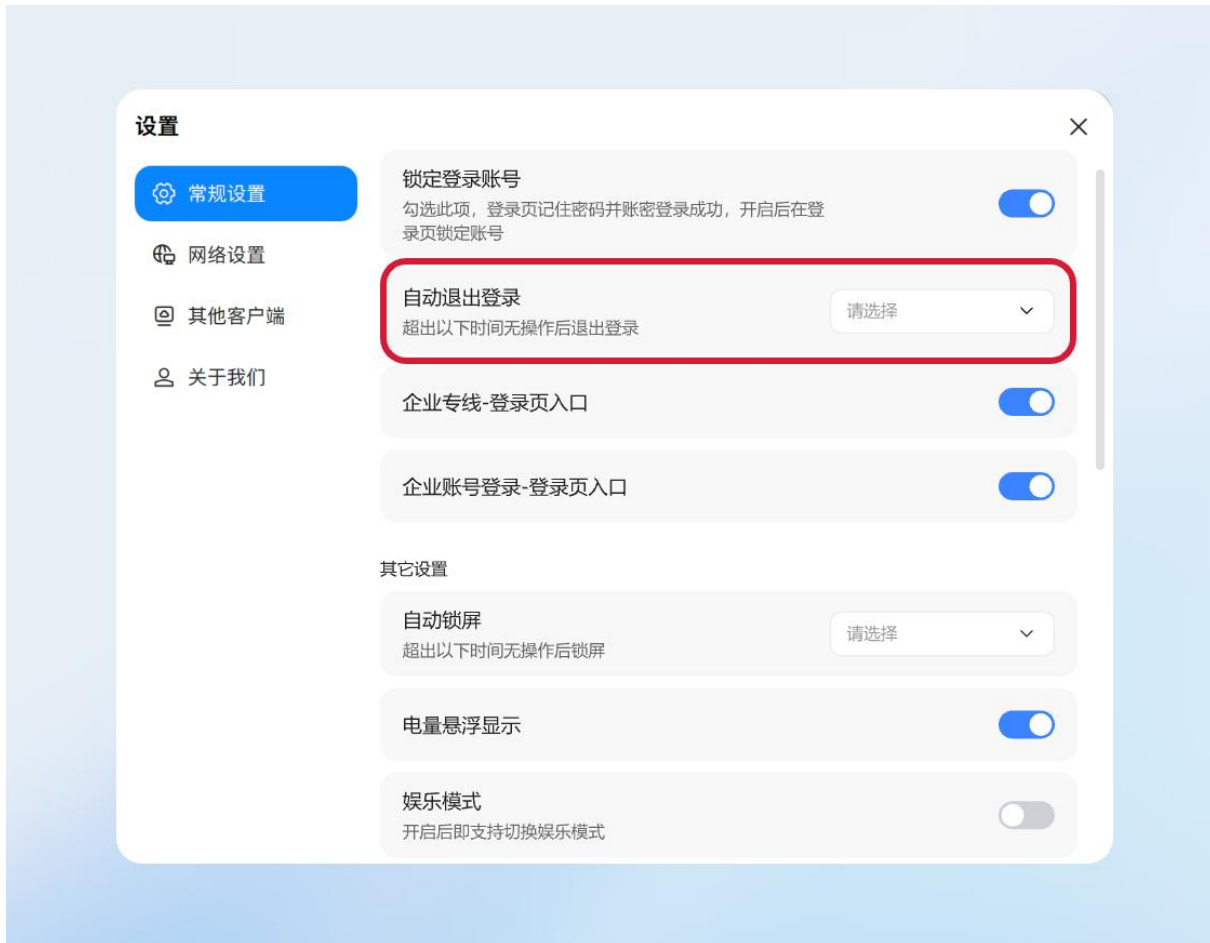 设置
常规设置
网络设置
其他客户端
关于我们
锁定登录账号
勾选此项，登录页记住密码并账密登录成功，开启后在登
录页锁定账号
自动退出登录
超出以下时间无操作后退出登录
请选择
企业专线-登录页入口
企业账号登录-登录页入口
其它设置
自动锁屏
超出以下时间无操作后锁屏
请选择
电量悬浮显示
娱乐模式
开启后即支持切换娱乐模式